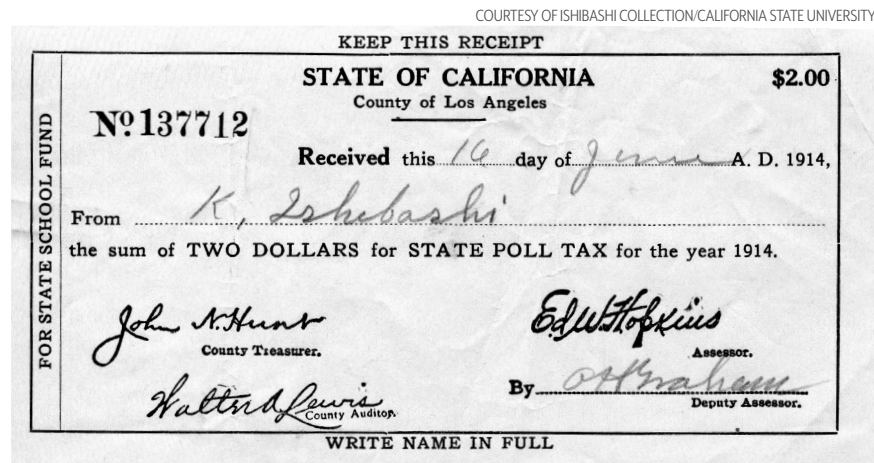 COURTESY OF ISHIBASHI COLLECTION/CALIFORNIA STATE UNIVERSITY
KEEP THIS RECEIPT
STATE OF CALIFORNIA $2.00
County of Los Angeles
No 137712
Received this 16 day of June A. D. 1914,
From K. Ishibashi
the sum of TWO DOLLARS for STATE POLL TAX for the year 1914.
FOR STATE SCHOOL FUND
John N. Hunt
County Treasurer.
Ed W Hopkins
Assessor.
Walter A Lewis
County Auditor.
By Graham
Deputy Assessor.
WRITE NAME IN FULL